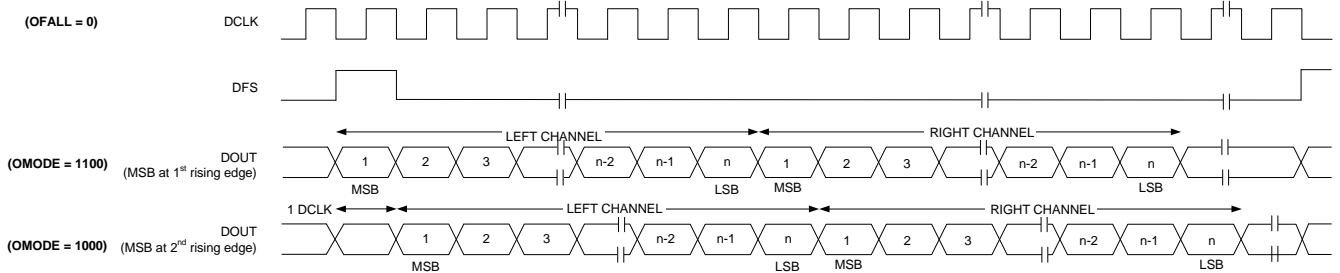 (OFALL = 0) DCLK
DFS
LEFT CHANNEL RIGHT CHANNEL
(OMODE = 1100) DOUT 1 2 3 n-2 n-1 n 1 2 3 n-2 n-1 n
(MSB at 1st rising edge)
MSB LSB MSB LSB
1 DCLK LEFT CHANNEL RIGHT CHANNEL
(OMODE = 1000) DOUT 1 2 3 n-2 n-1 n 1 2 3 n-2 n-1 n
(MSB at 2nd rising edge)
MSB LSB MSB LSB